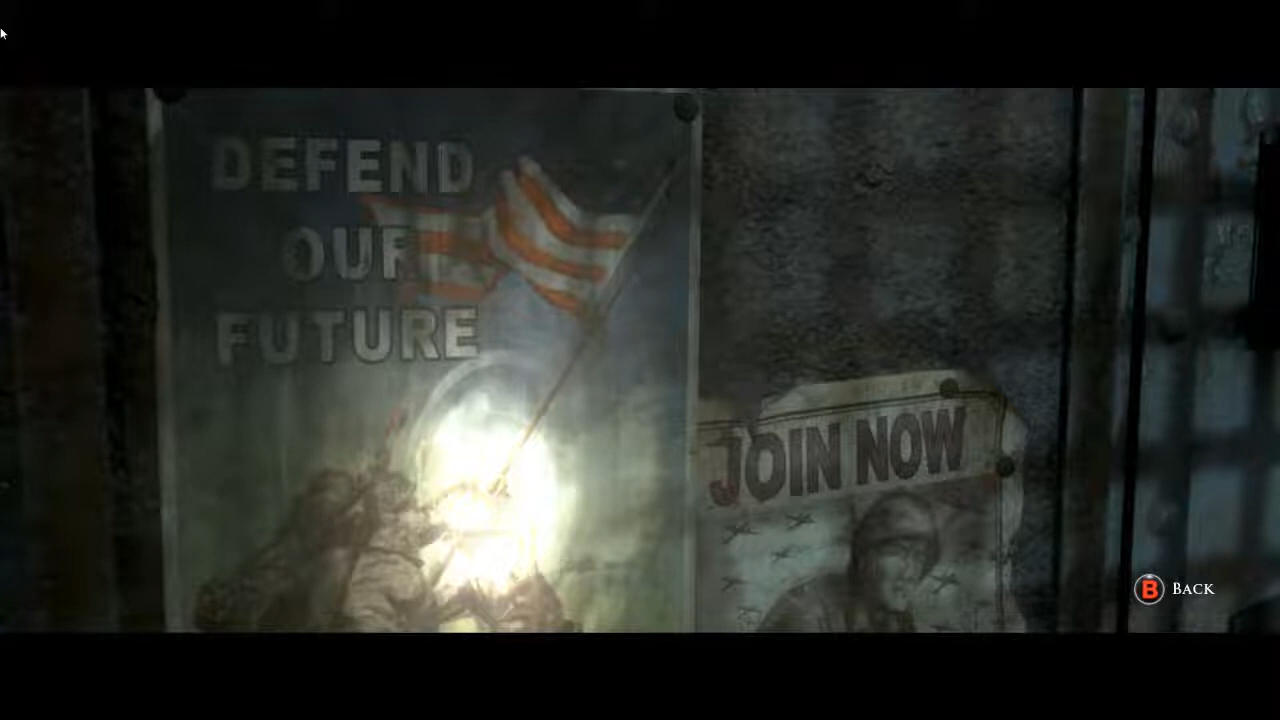 DEFEND
OUR
FUTURE
JOIN NOW
B BACK